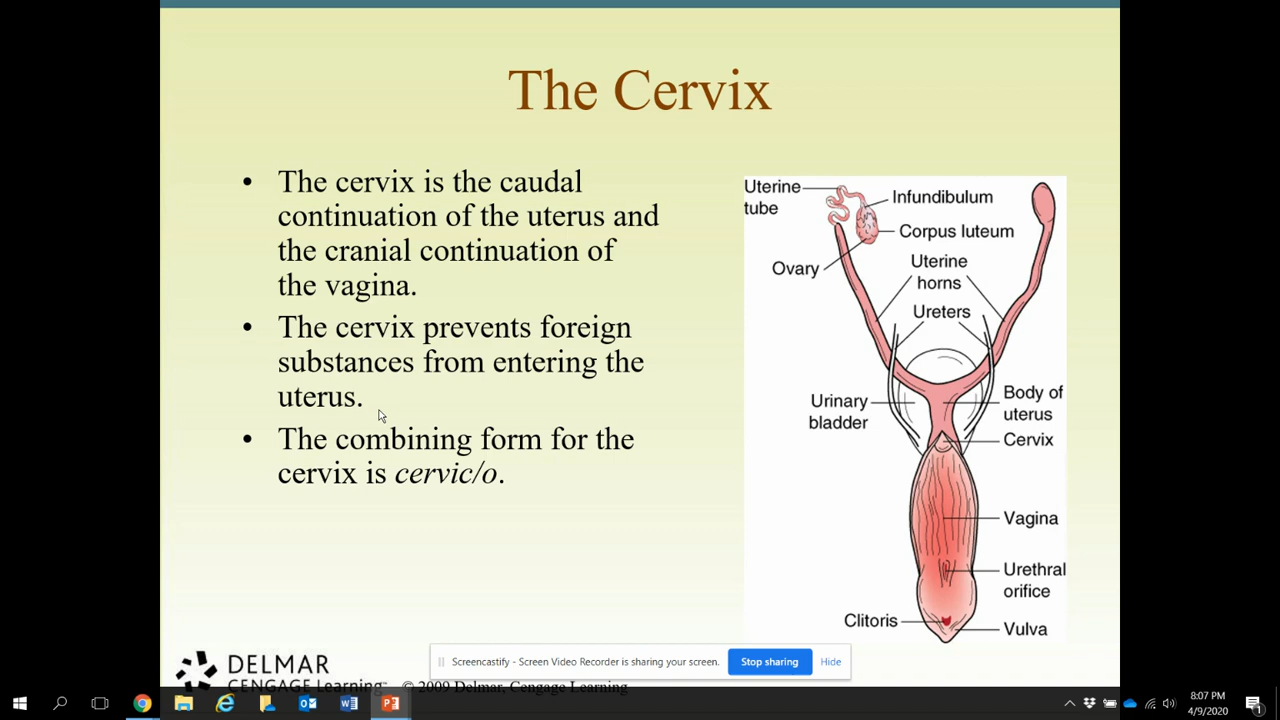 The Cervix
• The cervix is the caudal
continuation of the uterus and
the cranial continuation of
the vagina.
• The cervix prevents foreign
substances from entering the
uterus.
• The combining form for the
cervix is cervic/o.
Uterine
tube
Infundibulum
Corpus luteum
Ovary
Uterine
horns
Ureters
Urinary
bladder
Body of
uterus
Cervix
Vagina
Urethral
orifice
Clitoris
Vulva
Screencastify - Screen Video Recorder is sharing your screen.
Stop sharing
Hide
DELMAR
CENGAGE Learning™
© 2009 Delmar, Cengage Learning
8:07 PM
4/9/2020
1